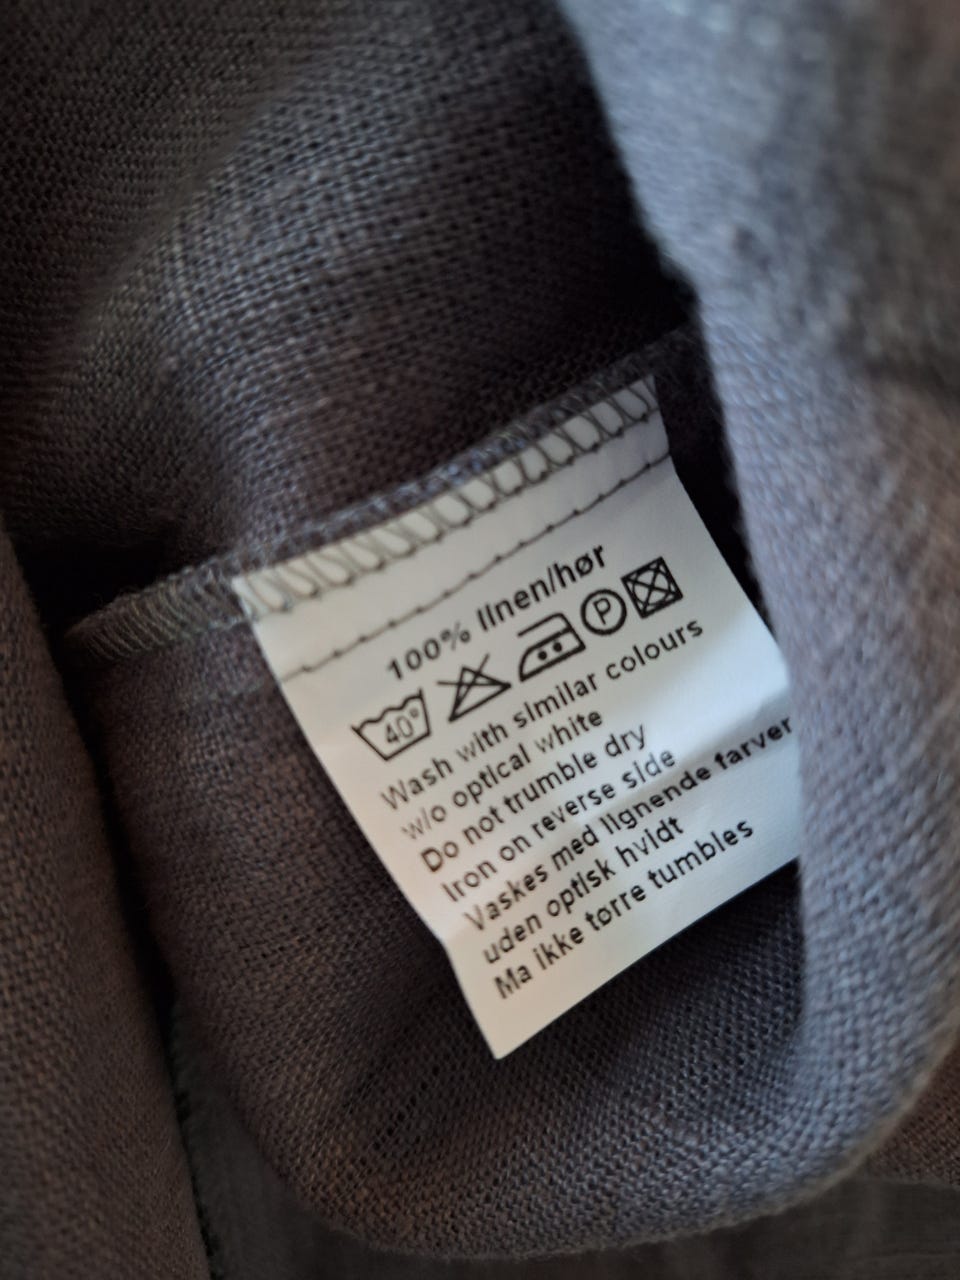 100% linen/hør
40° P
Wash with similar colours
w/o optical white
Do not trumble dry
Iron on reverse side
Vaskes med lignende farver
uden optisk hvidt
Ma ikke tørre tumbles